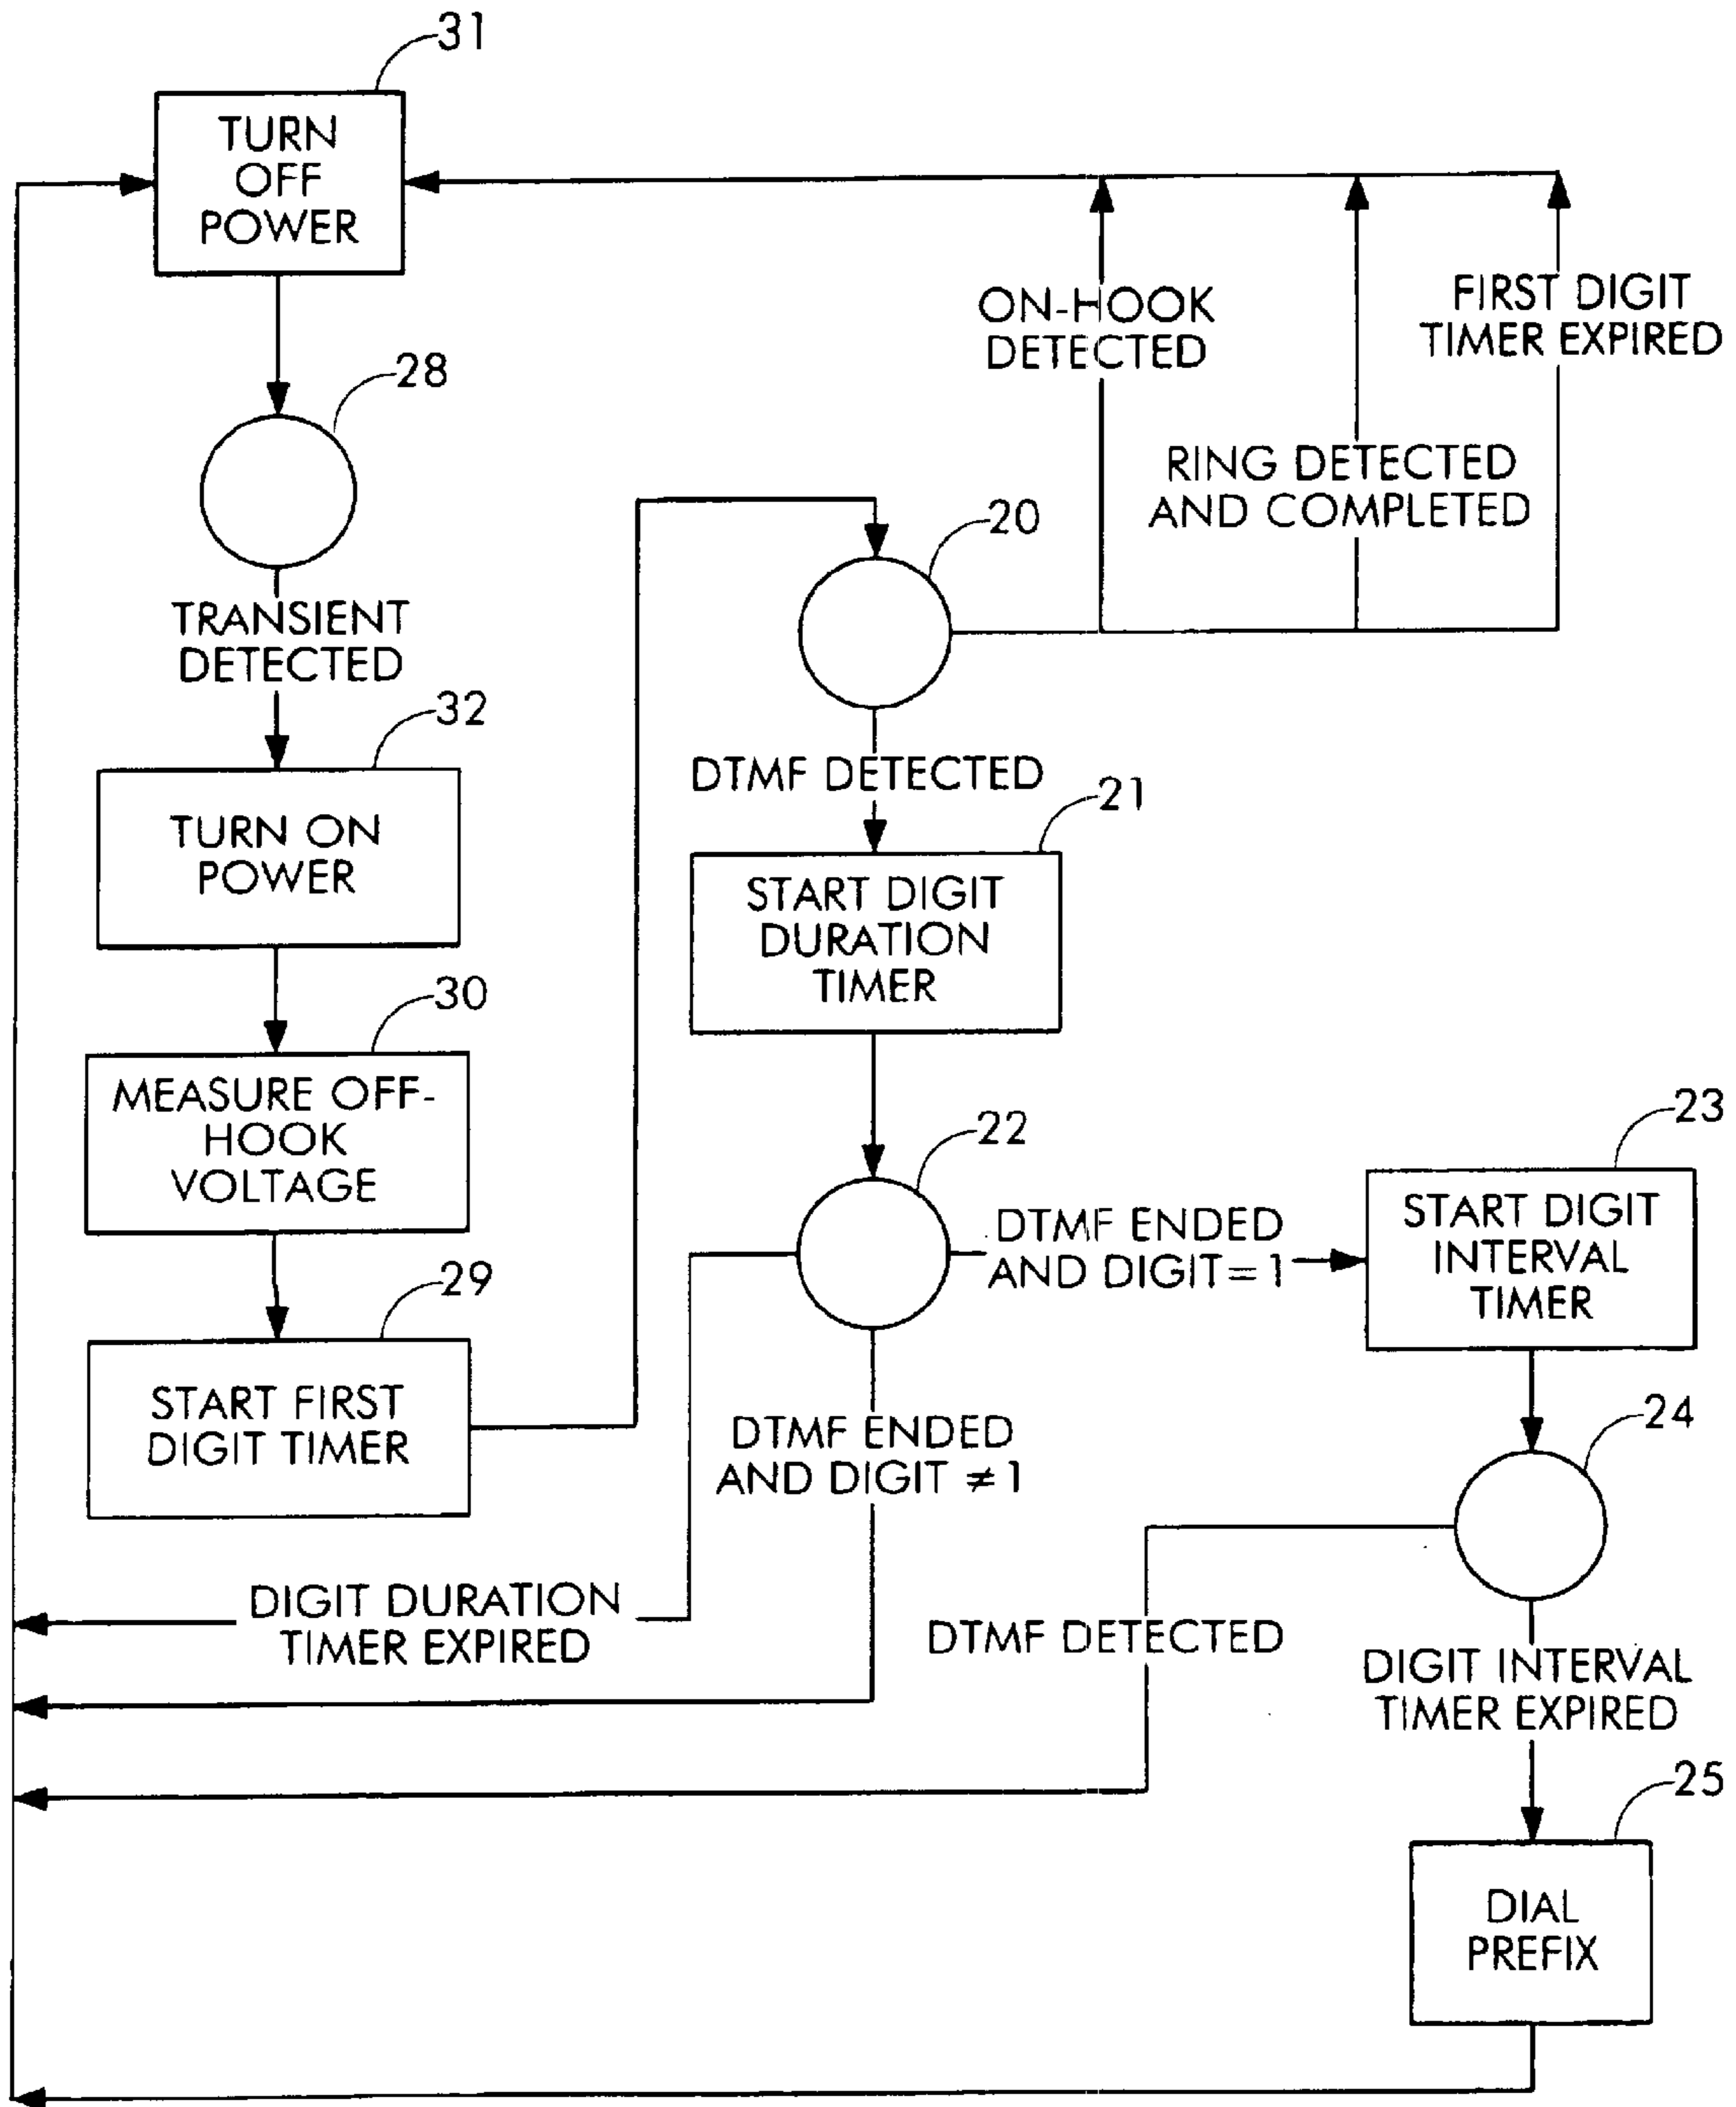 31
TURN
OFF
POWER
28
TRANSIENT
DETECTED
32
TURN ON
POWER
30
MEASURE OFF-
HOOK
VOLTAGE
29
START FIRST
DIGIT TIMER
ON-HOOK
DETECTED
FIRST DIGIT
TIMER EXPIRED
RING DETECTED
AND COMPLETED
20
DTMF DETECTED
21
START DIGIT
DURATION
TIMER
22
DTMF ENDED
AND DIGIT = 1
23
START DIGIT
INTERVAL
TIMER
DTMF ENDED
AND DIGIT ≠ 1
24
DIGIT DURATION
TIMER EXPIRED
DTMF DETECTED
DIGIT INTERVAL
TIMER EXPIRED
25
DIAL
PREFIX